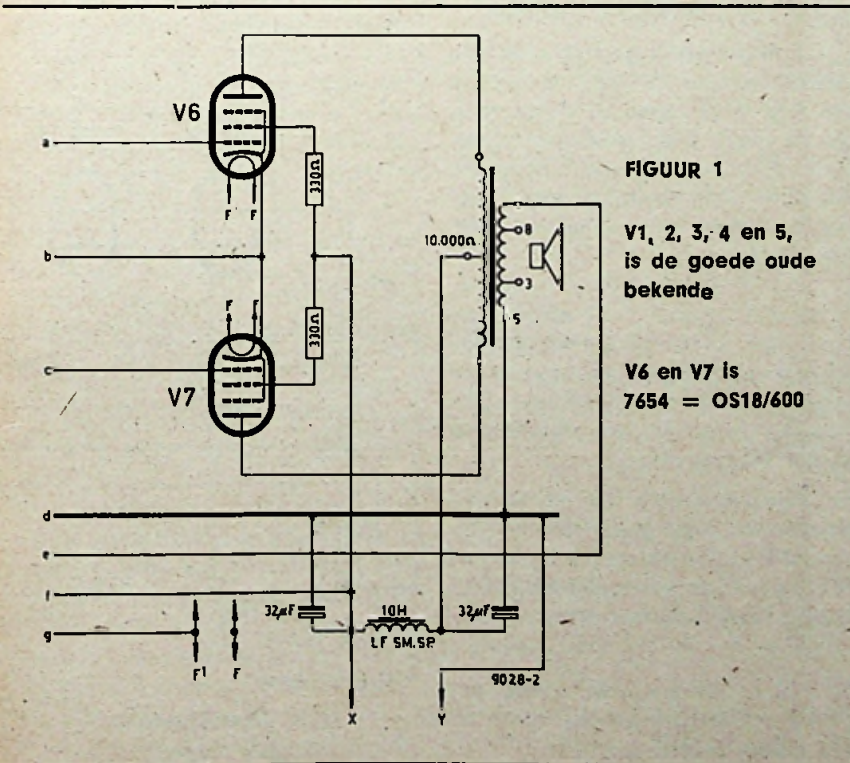 V6
a
330Ω
F F
FIGUUR 1
V1, 2, 3, 4 en 5,
is de goede oude
bekende
10.000Ω
8
3
5
b
F F
330Ω
c
V7
V6 en V7 is
7654 = OS18/600
d
e
f
g
32µF
10H
LF SM.SP.
32µF
F¹ F
9028-2
X Y